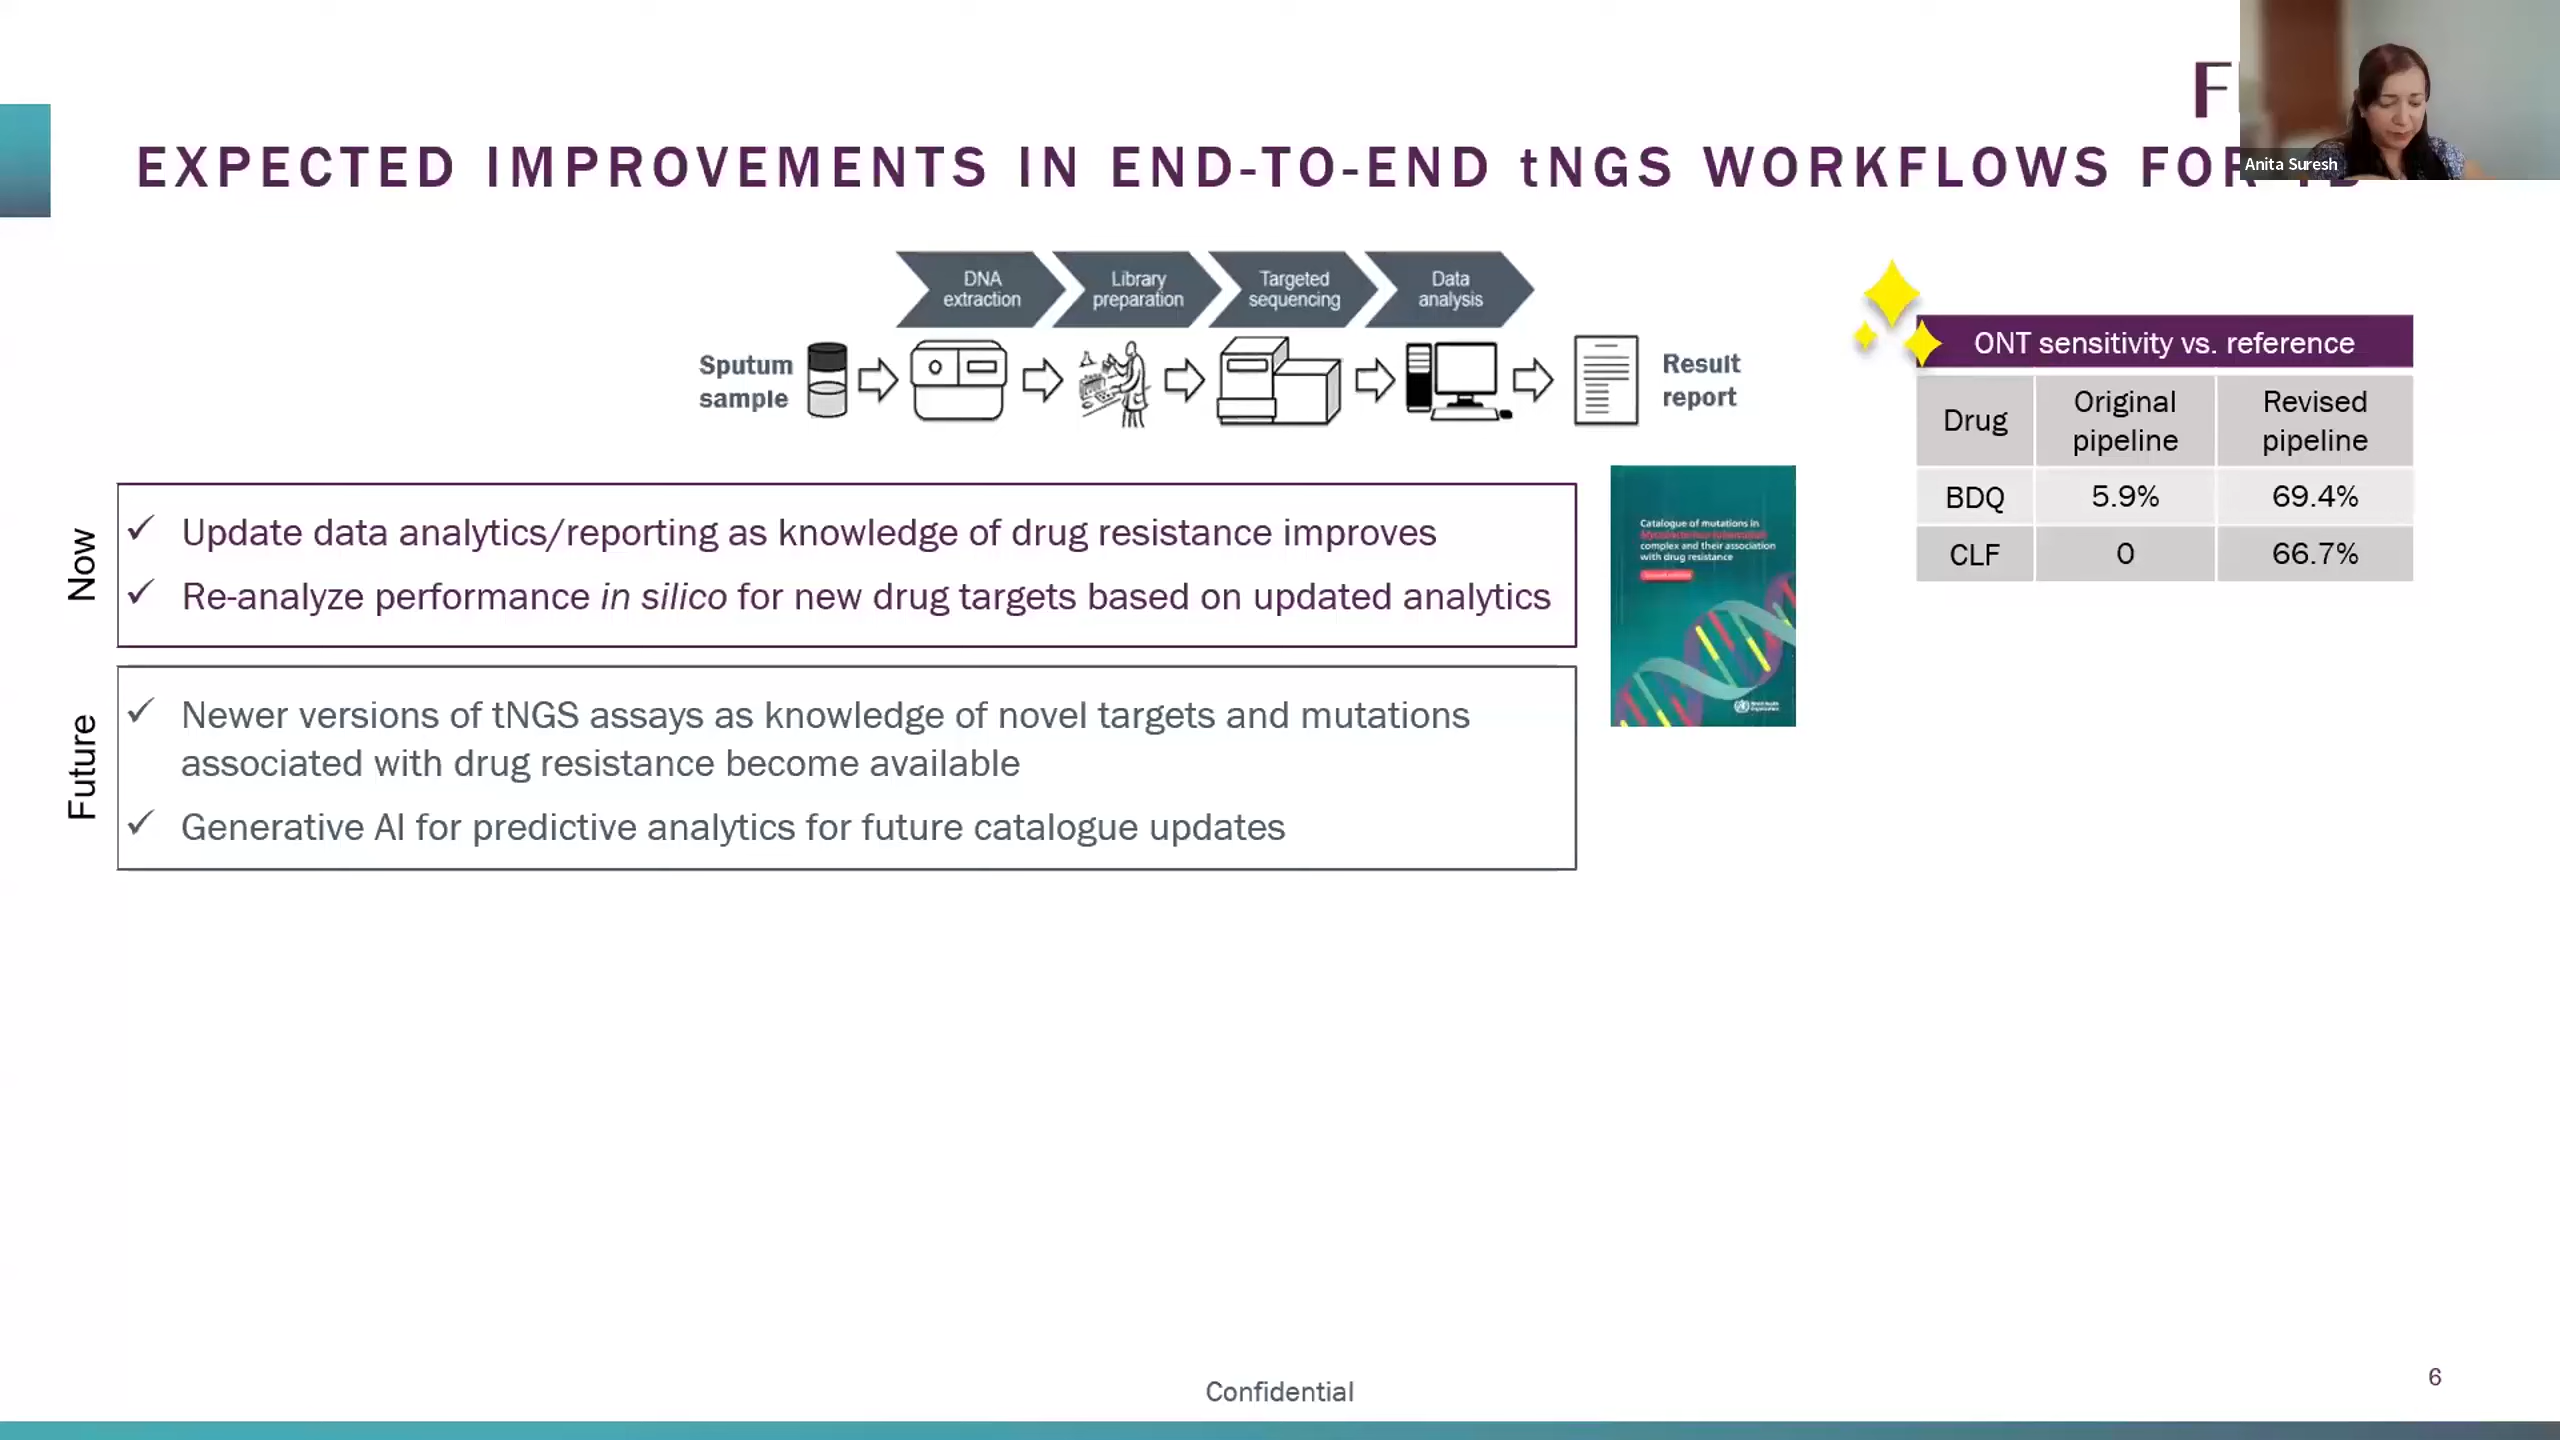 EXPECTED IMPROVEMENTS IN END-TO-END tNGS WORKFLOWS FOR
Anita Suresh
DNA
extraction
Library
preparation
Targeted
sequencing
Data
analysis
Sputum
sample
Result
report
ONT sensitivity vs. reference
Drug
Original
pipeline
Revised
pipeline
BDQ
5.9%
69.4%
CLF
0
66.7%
Now
✓ Update data analytics/reporting as knowledge of drug resistance improves
✓ Re-analyze performance in silico for new drug targets based on updated analytics
Catalogue of mutations in
complex and their association
with drug resistance
Future
✓ Newer versions of tNGS assays as knowledge of novel targets and mutations
associated with drug resistance become available
✓ Generative AI for predictive analytics for future catalogue updates
Confidential
6